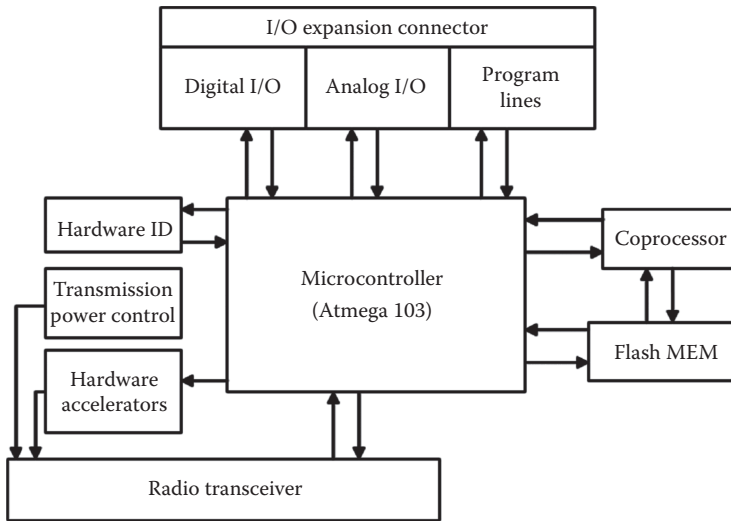 I/O expansion connector
Digital I/O
Analog I/O
Program
lines
Hardware ID
Microcontroller
(Atmega 103)
Coprocessor
Transmission
power control
Flash MEM
Hardware
accelerators
Radio transceiver